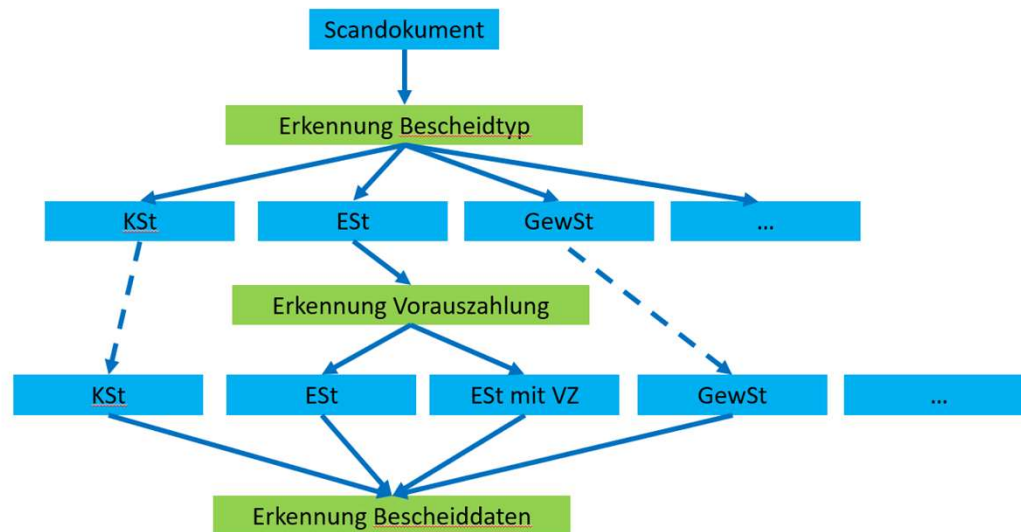 Scandokument
Erkennung Bescheidtyp
KSt
ESt
GewSt
...
Erkennung Vorauszahlung
KSt
ESt
ESt mit VZ
GewSt
...
Erkennung Bescheiddaten